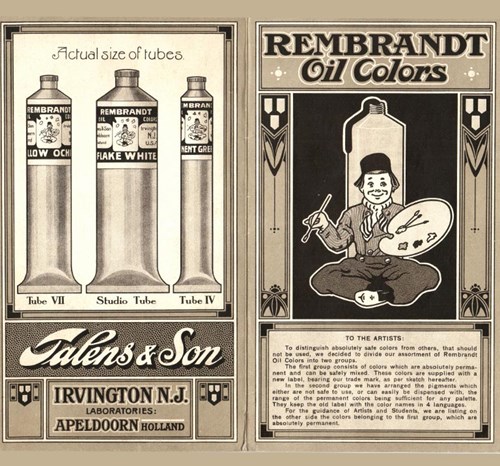 Actual size of tubes.
REMBRANDT
LOW OCH
REMBRANDT
OIL COLORS
Irvington
N.J.
U.S.A.
FLAKE WHITE
MBRAN
ENT GRE
Tube VII
Studio Tube
Tube IV
Talens & Son
IRVINGTON N.J.
LABORATORIES:
APELDOORN HOLLAND
REMBRANDT
Oil Colors
TO THE ARTISTS:
To distinguish absolutely safe colors from others, that should
not be used, we decided to divide our assortment of Rembrandt
Oil Colors into two groups.
The first group consists of colors which are absolutely perma-
nent and can be safely mixed. These colors are supplied with a
new label, bearing our trade mark, as per sketch hereafter.
In the second group we have arranged the pigments which
either are not safe to use, or can easily be dispensed with, the
range of the permanent colors being sufficient for any palette.
They keep the old label with the color names in 4 languages.
For the guidance of Artists and Students, we are listing on
the other side the colors belonging to the first group, which are
absolutely permanent.